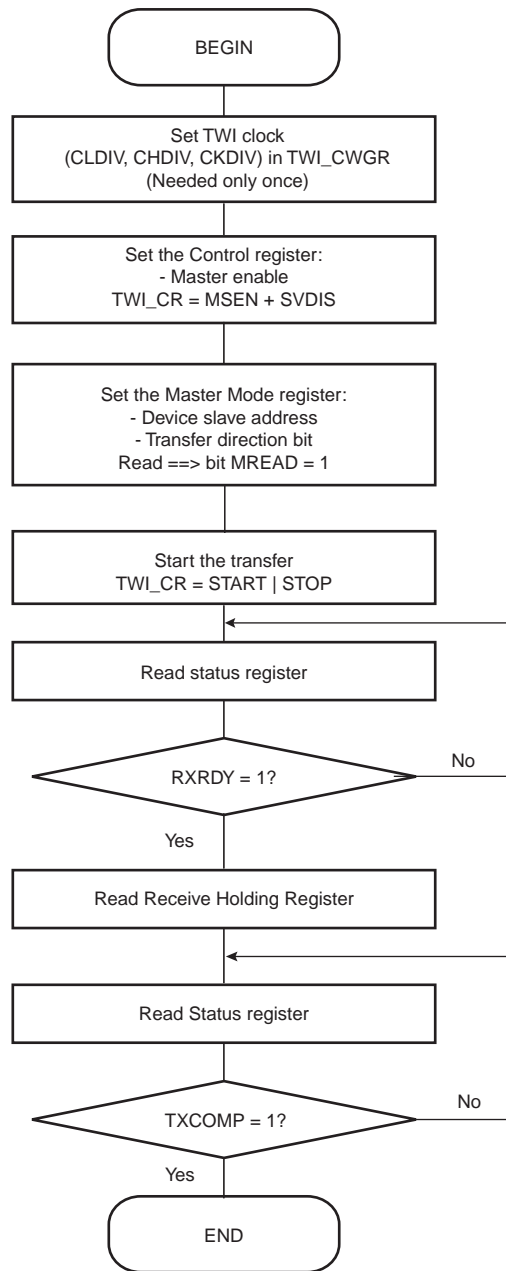 BEGIN
Set TWI clock
(CLDIV, CHDIV, CKDIV) in TWI_CWGR
(Needed only once)
Set the Control register:
- Master enable
TWI_CR = MSEN + SVDIS
Set the Master Mode register:
- Device slave address
- Transfer direction bit
Read ==> bit MREAD = 1
Start the transfer
TWI_CR = START | STOP
Read status register
RXRDY = 1?
No
Yes
Read Receive Holding Register
Read Status register
TXCOMP = 1?
No
Yes
END